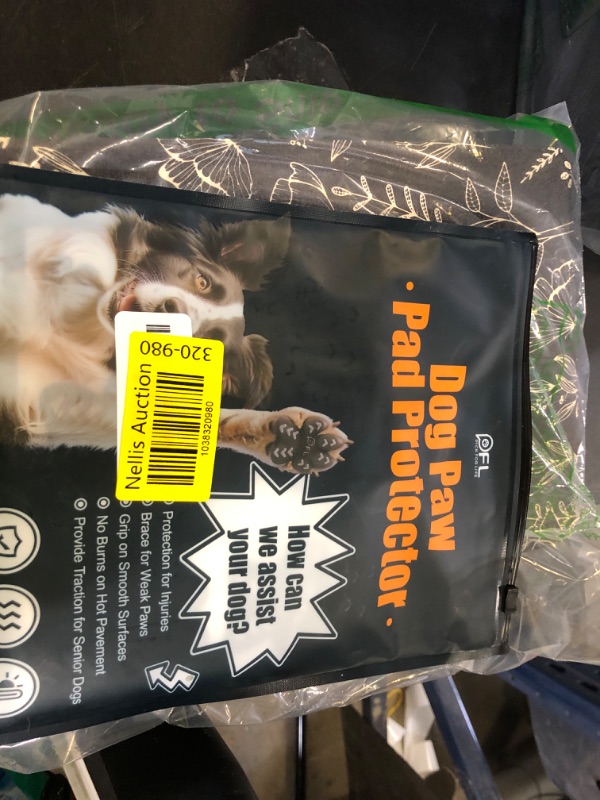 PFL
· Dog Paw
Pad Protector ·
How can
we assist
your dog?
Protection for Injuries
Brace for Weak Paws
Grip on Smooth Surfaces
No Burns on Hot Pavement
Provide Traction for Senior Dogs
Nellis Auction
1038320980
320-980